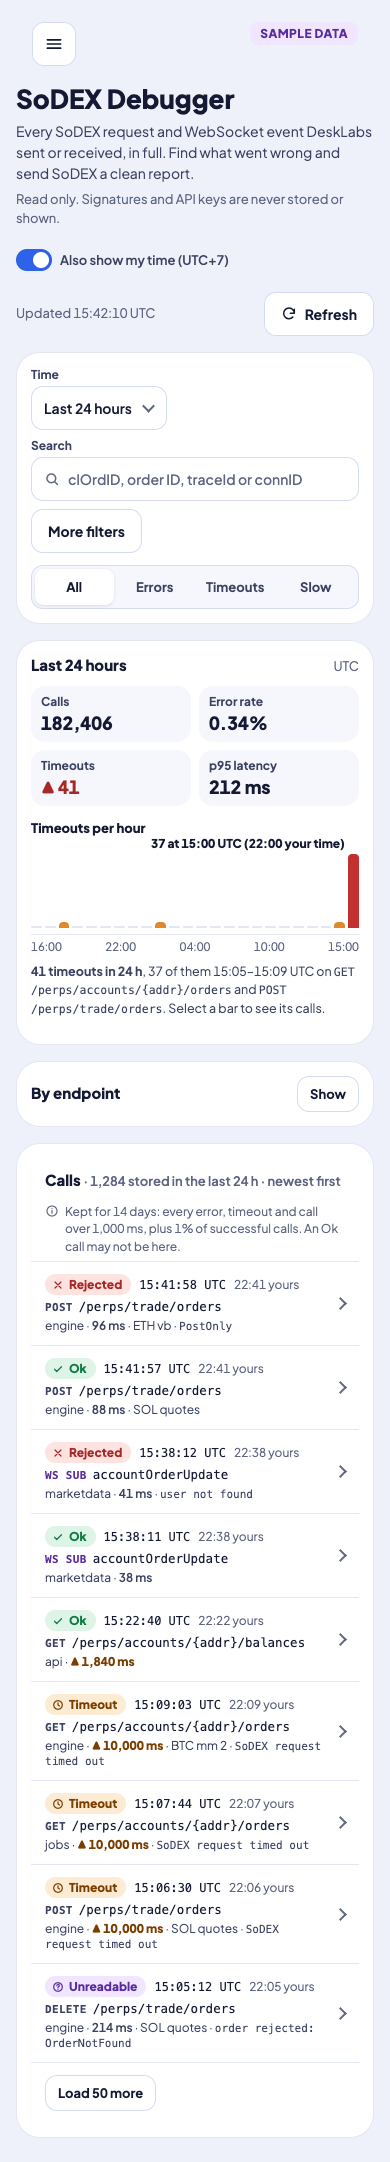 SAMPLE DATA
SoDEX Debugger
Every SoDEX request and WebSocket event DeskLabs
sent or received, in full. Find what went wrong and
send SoDEX a clean report.
Read only. Signatures and API keys are never stored or
shown.
Also show my time (UTC+7)
Updated 15:42:10 UTC
Refresh
Time
Last 24 hours
Search
clOrdID, order ID, traceId or connID
More filters
All Errors Timeouts Slow
Last 24 hours UTC
Calls Error rate
182,406 0.34%
Timeouts p95 latency
41 212 ms
Timeouts per hour
37 at 15:00 UTC (22:00 your time)
16:00 22:00 04:00 10:00 15:00
41 timeouts in 24 h, 37 of them 15:05–15:09 UTC on GET
/perps/accounts/{addr}/orders and POST
/perps/trade/orders. Select a bar to see its calls.
By endpoint Show
Calls · 1,284 stored in the last 24 h · newest first
Kept for 14 days: every error, timeout and call
over 1,000 ms, plus 1% of successful calls. An Ok
call may not be here.
Rejected 15:41:58 UTC 22:41 yours
POST /perps/trade/orders
engine · 96 ms · ETH vb · PostOnly
Ok 15:41:57 UTC 22:41 yours
POST /perps/trade/orders
engine · 88 ms · SOL quotes
Rejected 15:38:12 UTC 22:38 yours
WS SUB accountOrderUpdate
marketdata · 41 ms · user not found
Ok 15:38:11 UTC 22:38 yours
WS SUB accountOrderUpdate
marketdata · 38 ms
Ok 15:22:40 UTC 22:22 yours
GET /perps/accounts/{addr}/balances
api · 1,840 ms
Timeout 15:09:03 UTC 22:09 yours
GET /perps/accounts/{addr}/orders
engine · 10,000 ms · BTC mm 2 · SoDEX request
timed out
Timeout 15:07:44 UTC 22:07 yours
GET /perps/accounts/{addr}/orders
jobs · 10,000 ms · SoDEX request timed out
Timeout 15:06:30 UTC 22:06 yours
POST /perps/trade/orders
engine · 10,000 ms · SOL quotes · SoDEX
request timed out
Unreadable 15:05:12 UTC 22:05 yours
DELETE /perps/trade/orders
engine · 214 ms · SOL quotes · order rejected:
OrderNotFound
Load 50 more